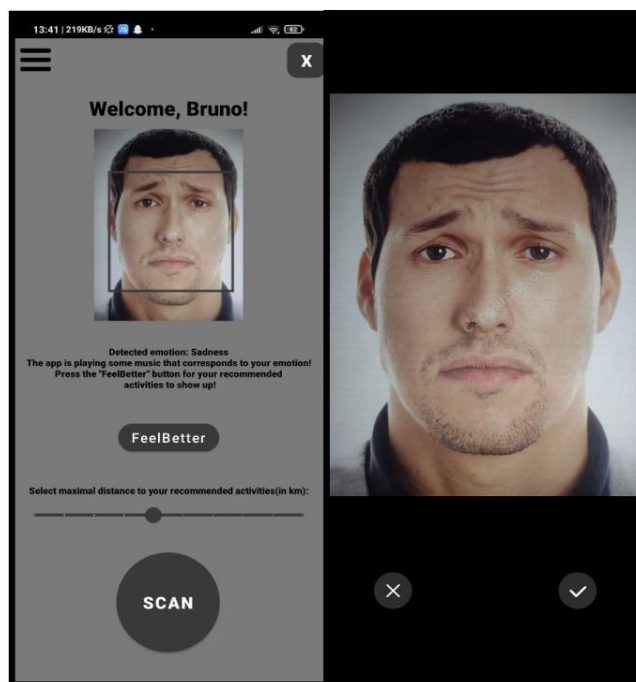 13:41 | 219KB/s
82
X
Welcome, Bruno!
Detected emotion: Sadness
The app is playing some music that corresponds to your emotion!
Press the "FeelBetter" button for your recommended
activities to show up!
FeelBetter
Select maximal distance to your recommended activities(in km):
SCAN